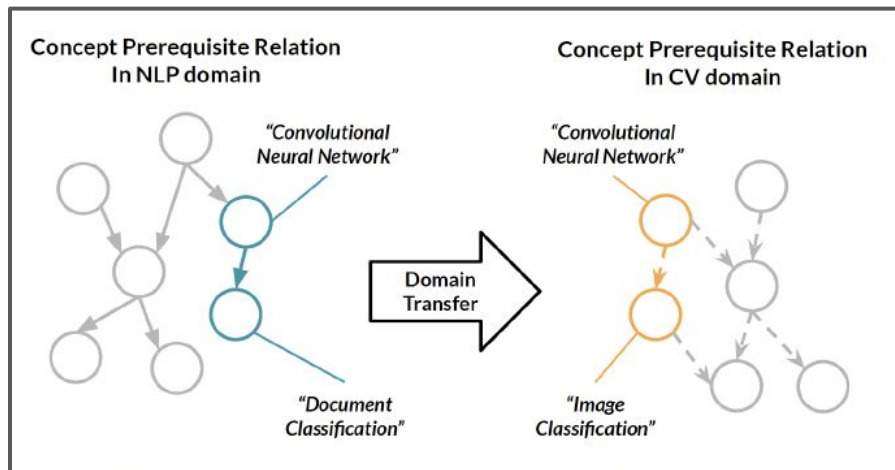 Concept Prerequisite Relation
In NLP domain
Concept Prerequisite Relation
In CV domain
“Convolutional
Neural Network”
“Convolutional
Neural Network”
Domain
Transfer
“Document
Classification”
“Image
Classification”